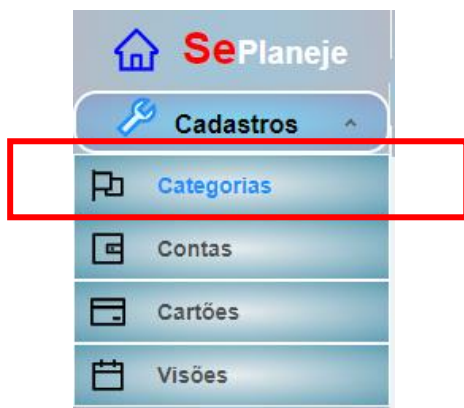 SePlaneje
Cadastros
Categorias
Contas
Cartões
Visões